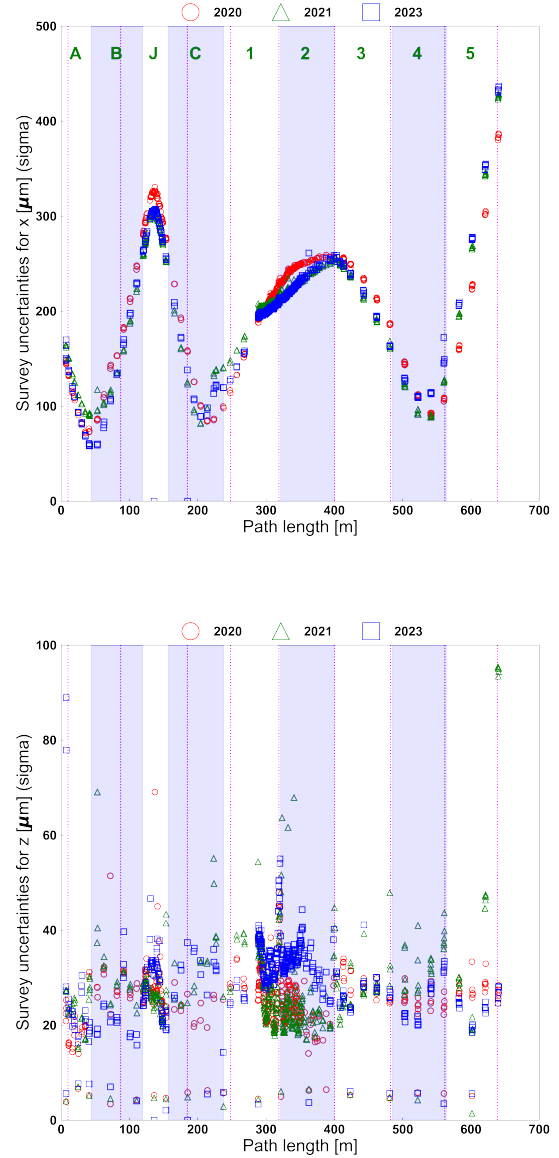 2020 2021 2023
500
A B J C 1 2 3 4 5
400
300
200
100
0
Survey uncertainties for x [μm] (sigma)
0 100 200 300 400 500 600 700
Path length [m]
2020 2021 2023
100
80
60
40
20
0
Survey uncertainties for z [μm] (sigma)
0 100 200 300 400 500 600 700
Path length [m]